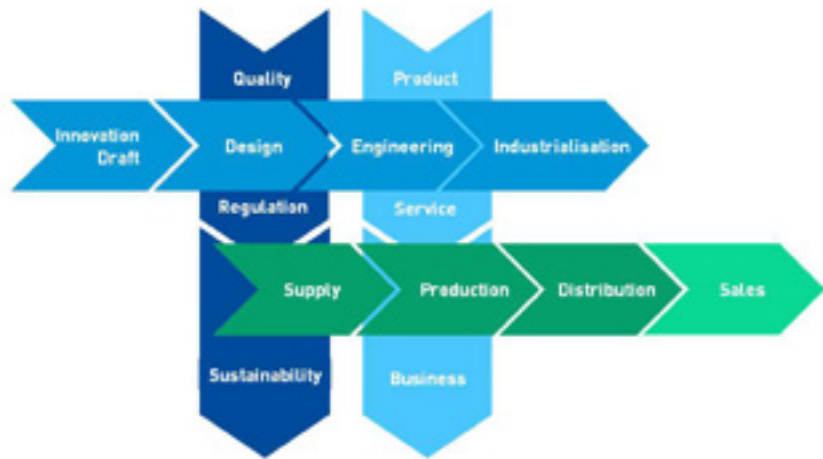 Quality
Product
Innovation
Draft
Design
Engineering
Industrialisation
Regulation
Service
Supply
Production
Distribution
Sales
Sustainability
Business